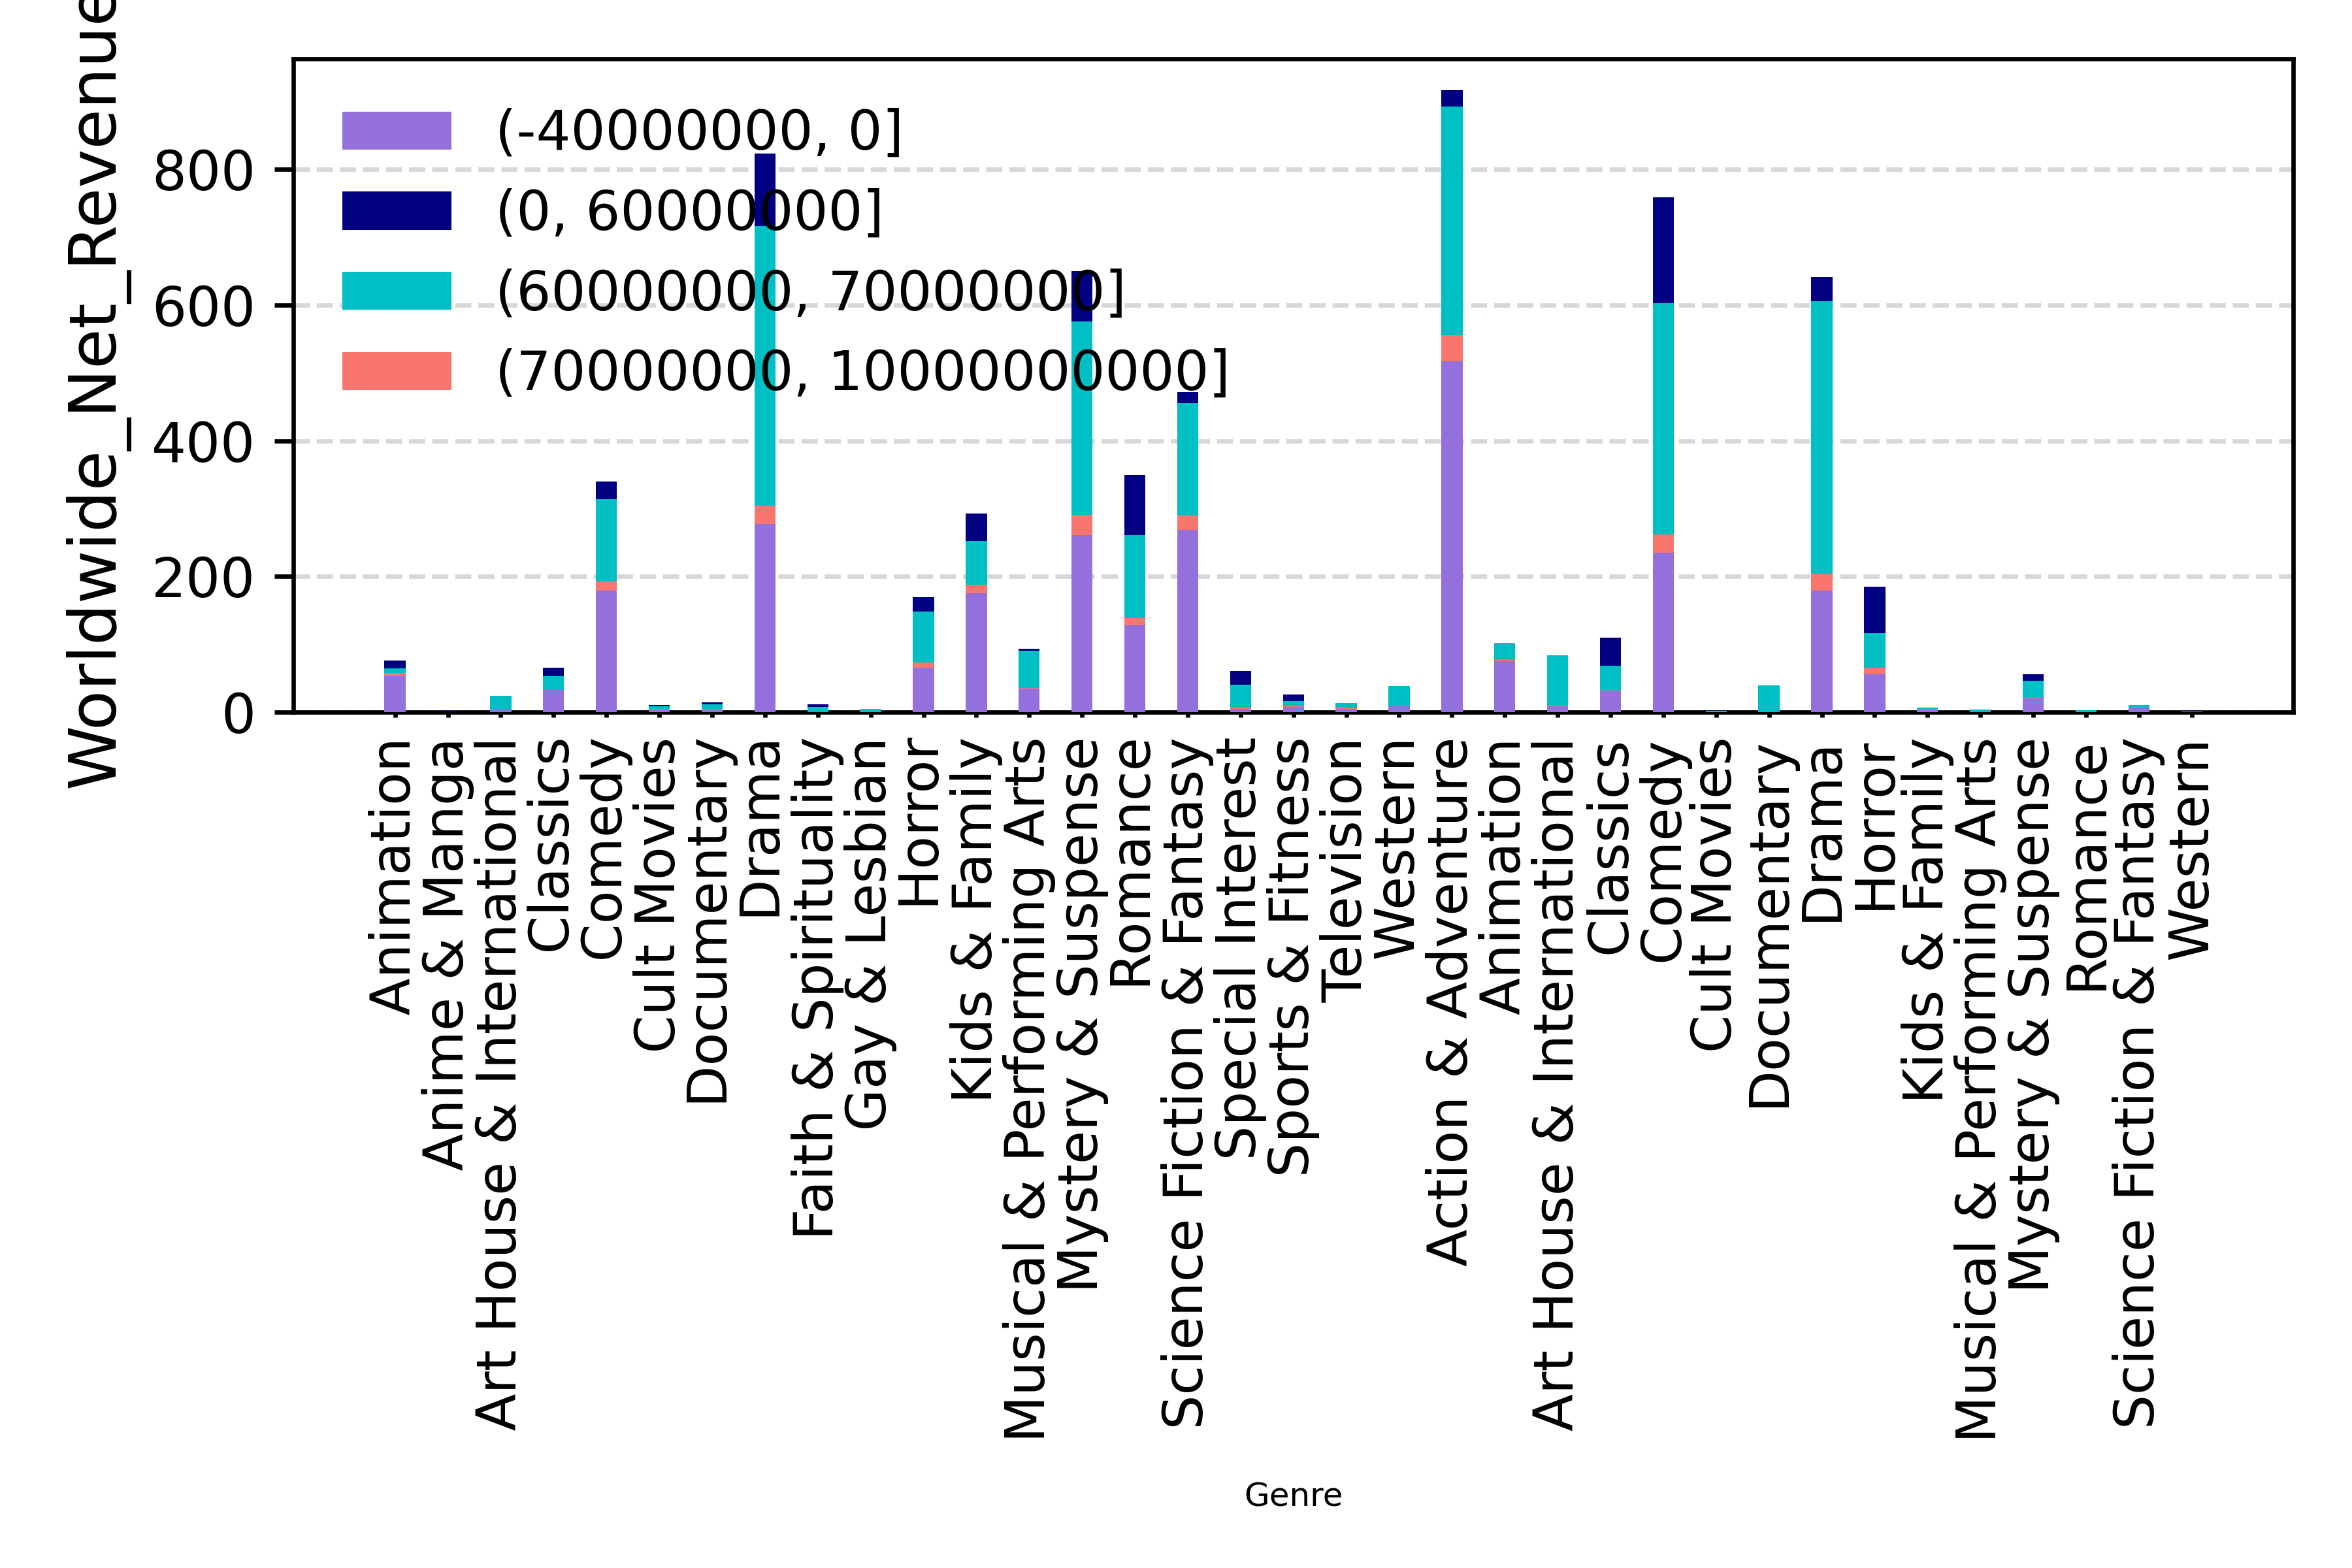 Worldwide_Net_Revenue
800
600
400
200
0
(-40000000, 0]
(0, 60000000]
(60000000, 70000000]
(70000000, 10000000000]
Animation
Anime & Manga
Art House & International
Classics
Comedy
Cult Movies
Documentary
Drama
Faith & Spirituality
Gay & Lesbian
Horror
Kids & Family
Musical & Performing Arts
Mystery & Suspense
Romance
Science Fiction & Fantasy
Special Interest
Sports & Fitness
Television
Western
Action & Adventure
Animation
Art House & International
Classics
Comedy
Cult Movies
Documentary
Drama
Horror
Kids & Family
Musical & Performing Arts
Mystery & Suspense
Romance
Science Fiction & Fantasy
Western
Genre